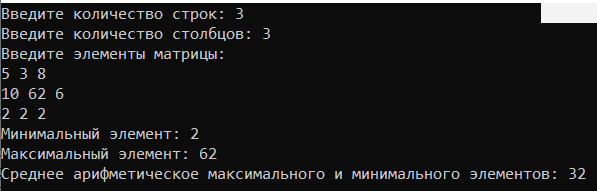 Введите количество строк: 3
Введите количество столбцов: 3
Введите элементы матрицы:
5 3 8
10 62 6
2 2 2
Минимальный элемент: 2
Максимальный элемент: 62
Среднее арифметическое максимального и минимального элементов: 32